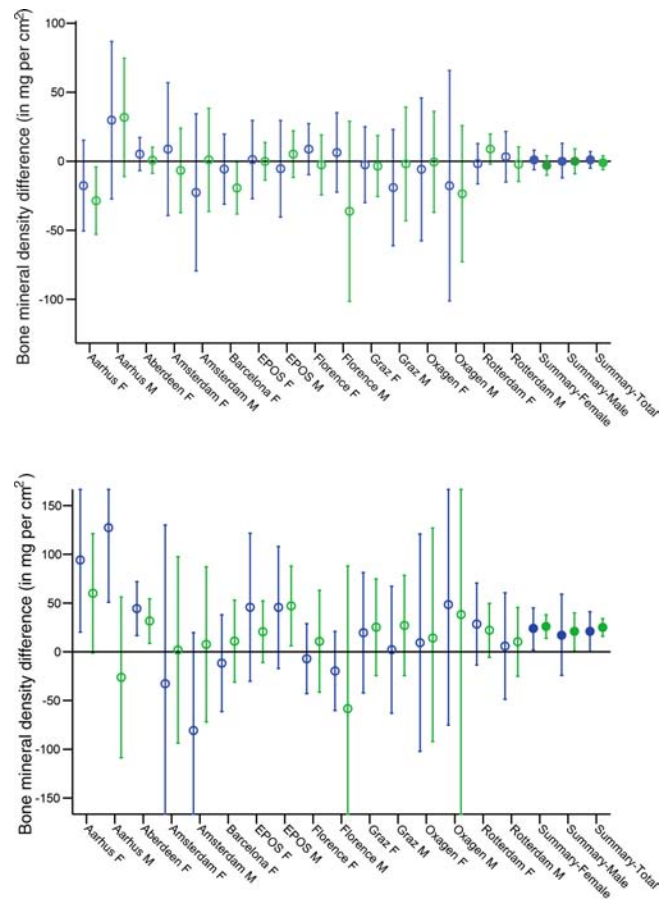 Bone mineral density difference (in mg per cm2)
100
50
0
-50
-100
Aarhus F
Aarhus M
Aberdeen F
Amsterdam F
Amsterdam M
Barcelona F
EPOS F
EPOS M
Florence F
Florence M
Graz F
Graz M
Oxagen F
Oxagen M
Rotterdam F
Rotterdam M
Summary-Female
Summary-Male
Summary-Total
Bone mineral density difference (in mg per cm2)
150
100
50
0
-50
-100
-150
Aarhus F
Aarhus M
Aberdeen F
Amsterdam F
Amsterdam M
Barcelona F
EPOS F
EPOS M
Florence F
Florence M
Graz F
Graz M
Oxagen F
Oxagen M
Rotterdam F
Rotterdam M
Summary-Female
Summary-Male
Summary-Total